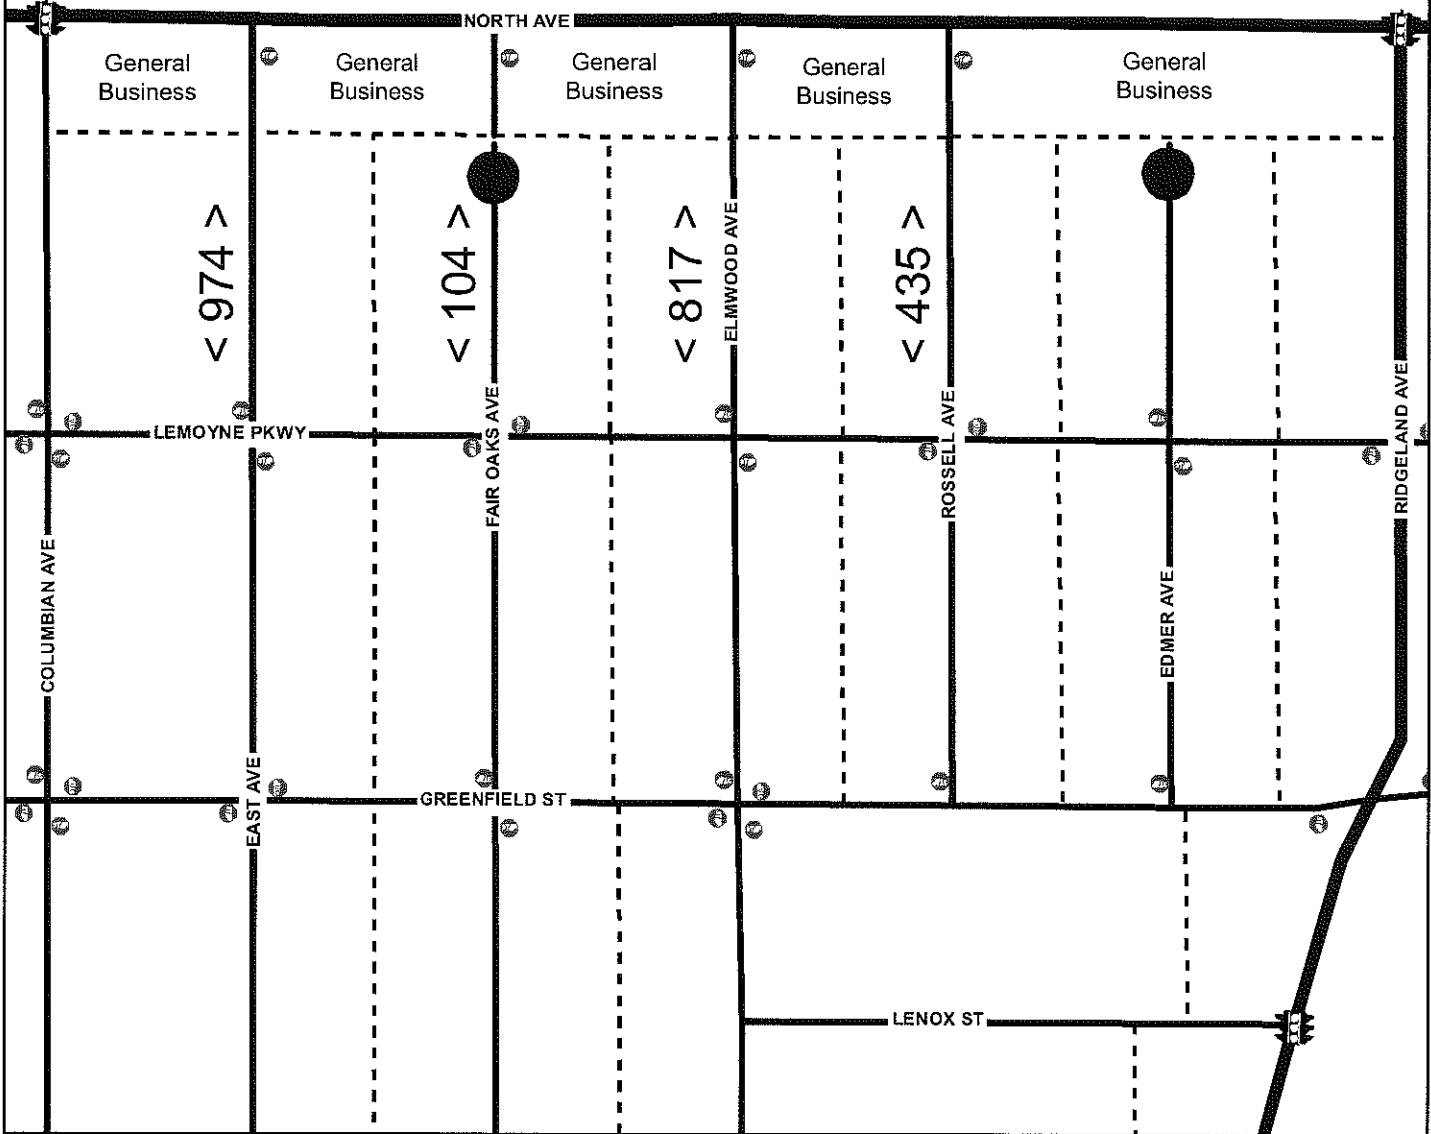 NORTH AVE
General
Business
General
Business
General
Business
General
Business
General
Business
< 974 >
< 104 >
< 817 >
< 435 >
ELMWOOD AVE
LEMOYNE PKWY
FAIR OAKS AVE
ROSSELL AVE
RIDGELAND AVE
COLUMBIAN AVE
EDMER AVE
EAST AVE
GREENFIELD ST
LENOX ST